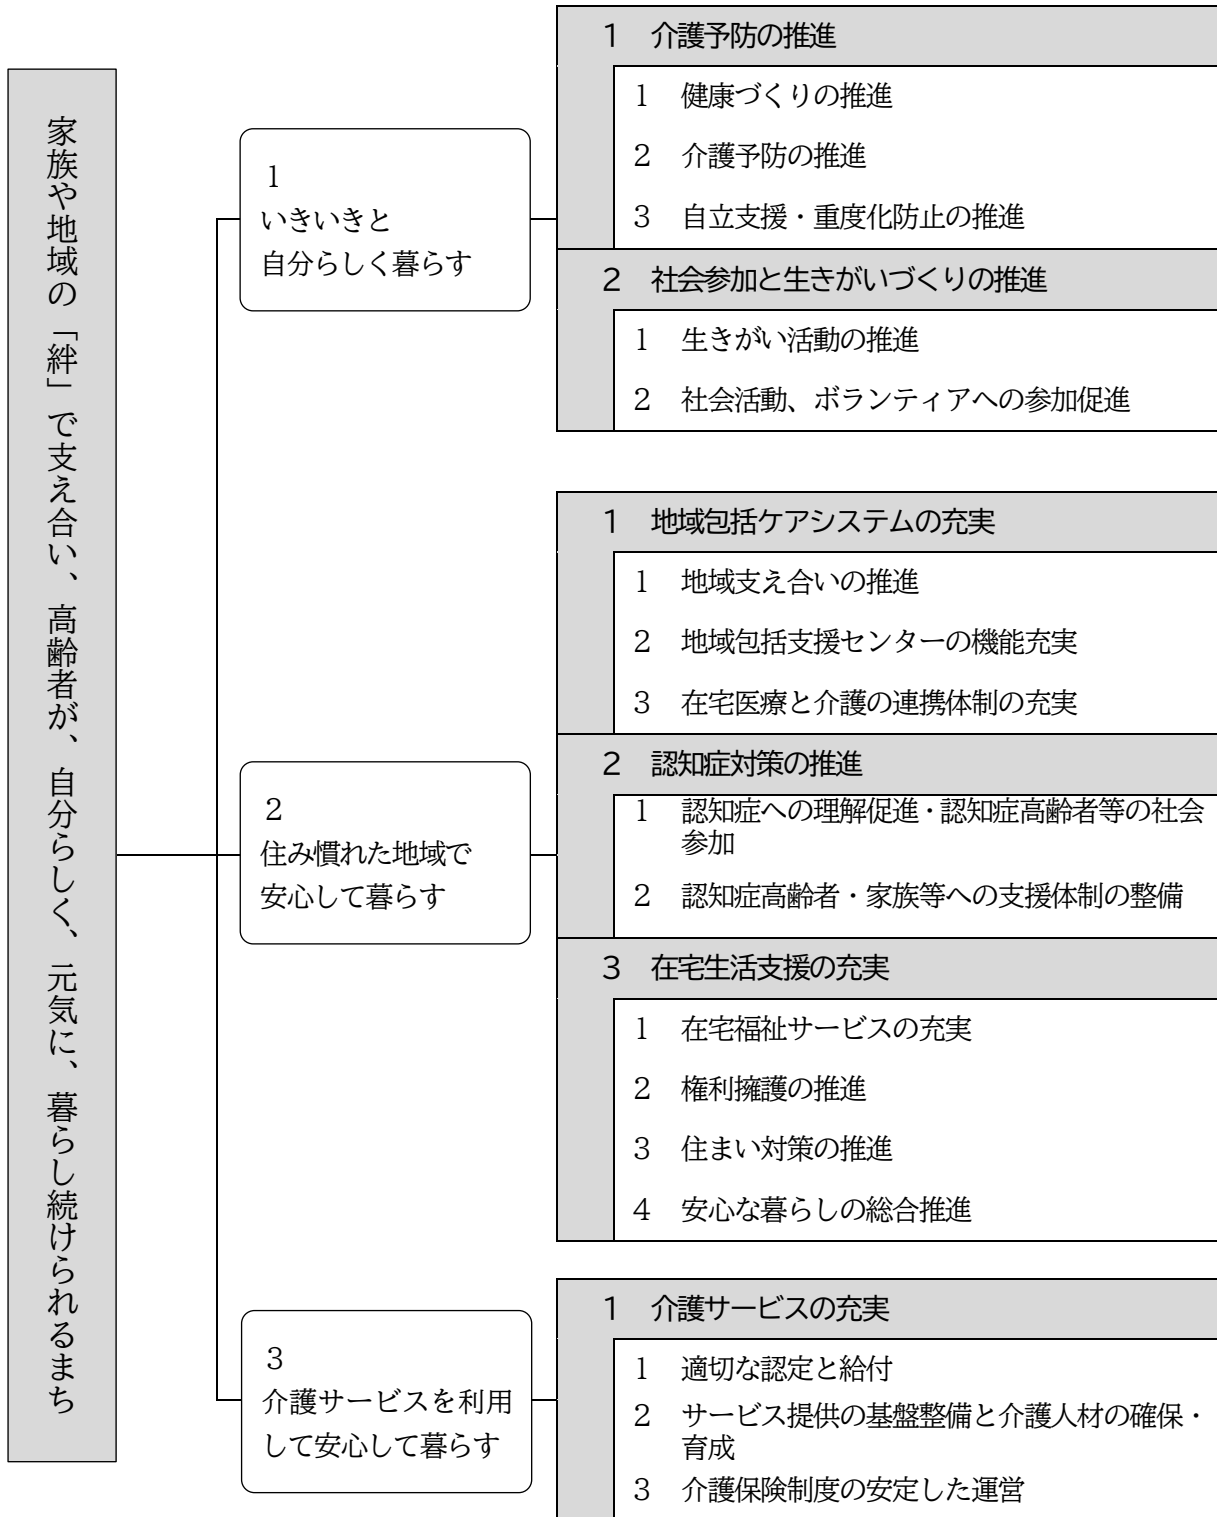 家族や地域の「絆」で支え合い、高齢者が、自分らしく、元気に、暮らし続けられるまち
1
いきいきと
自分らしく暮らす
1 介護予防の推進
1 健康づくりの推進
2 介護予防の推進
3 自立支援・重度化防止の推進
2 社会参加と生きがいづくりの推進
1 生きがい活動の推進
2 社会活動、ボランティアへの参加促進
2
住み慣れた地域で
安心して暮らす
1 地域包括ケアシステムの充実
1 地域支え合いの推進
2 地域包括支援センターの機能充実
3 在宅医療と介護の連携体制の充実
2 認知症対策の推進
1 認知症への理解促進・認知症高齢者等の社会
参加
2 認知症高齢者・家族等への支援体制の整備
3 在宅生活支援の充実
1 在宅福祉サービスの充実
2 権利擁護の推進
3 住まい対策の推進
4 安心な暮らしの総合推進
3
介護サービスを利用
して安心して暮らす
1 介護サービスの充実
1 適切な認定と給付
2 サービス提供の基盤整備と介護人材の確保・
育成
3 介護保険制度の安定した運営